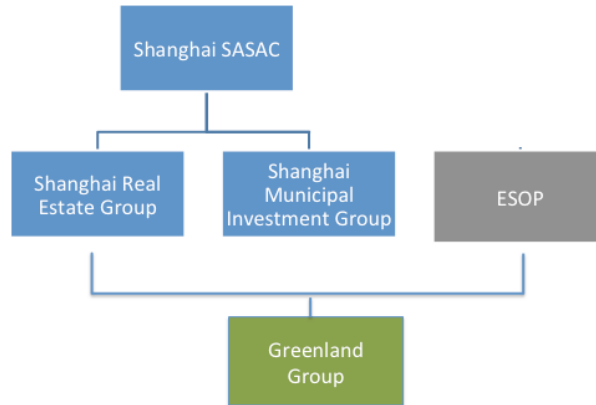 Shanghai SASAC
Shanghai Real
Estate Group
Shanghai
Municipal
Investment Group
ESOP
Greenland
Group